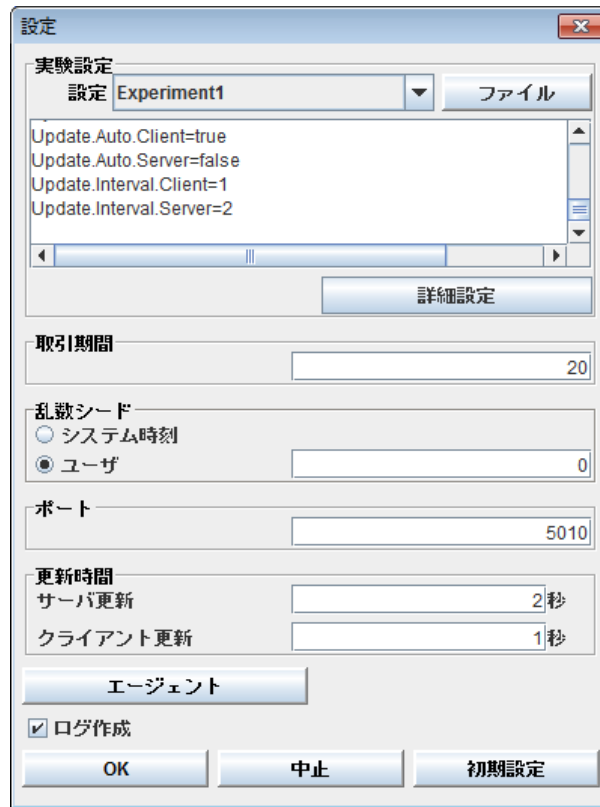 設定
実験設定
設定 Experiment1 ファイル
Update.Auto.Client=true
Update.Auto.Server=false
Update.Interval.Client=1
Update.Interval.Server=2
詳細設定
取引期間
20
乱数シード
システム時刻
ユーザ 0
ポート
5010
更新時間
サーバ更新 2秒
クライアント更新 1秒
エージェント
ログ作成
OK 中止 初期設定